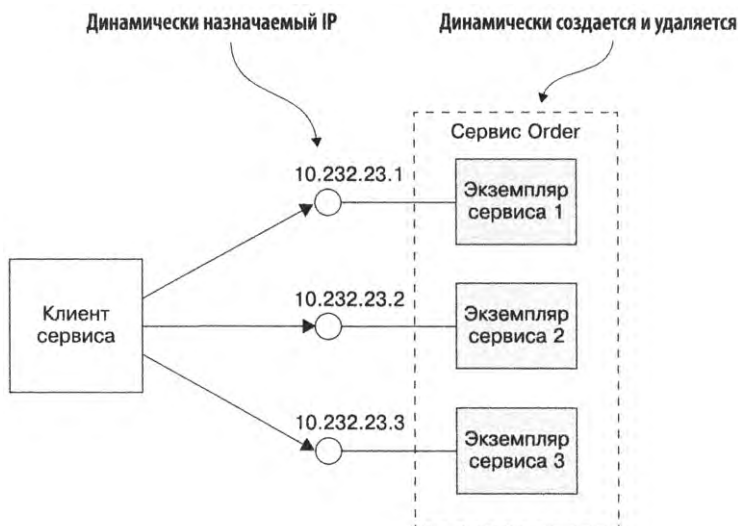 Динамически назначаемый IP
Динамически создается и удаляется
Сервис Order
10.232.23.1
Экземпляр
сервиса 1
Клиент
сервиса
10.232.23.2
Экземпляр
сервиса 2
10.232.23.3
Экземпляр
сервиса 3